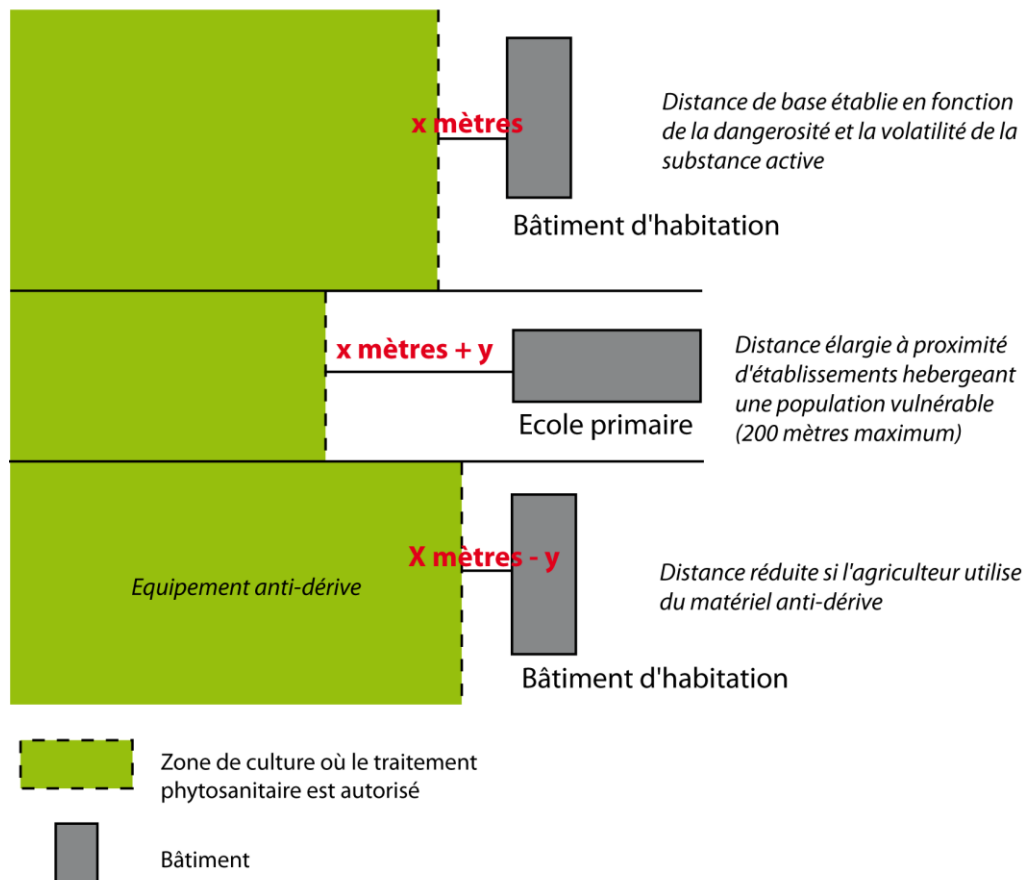 x mètres
Distance de base établie en fonction
de la dangerosité et la volatilité de la
substance active
Bâtiment d'habitation
x mètres + y
Distance élargie à proximité
d'établissements hebergeant
une population vulnérable
(200 mètres maximum)
Ecole primaire
X mètres - y
Equipement anti-dérive
Distance réduite si l'agriculteur utilise
du matériel anti-dérive
Bâtiment d'habitation
Zone de culture où le traitement
phytosanitaire est autorisé
Bâtiment